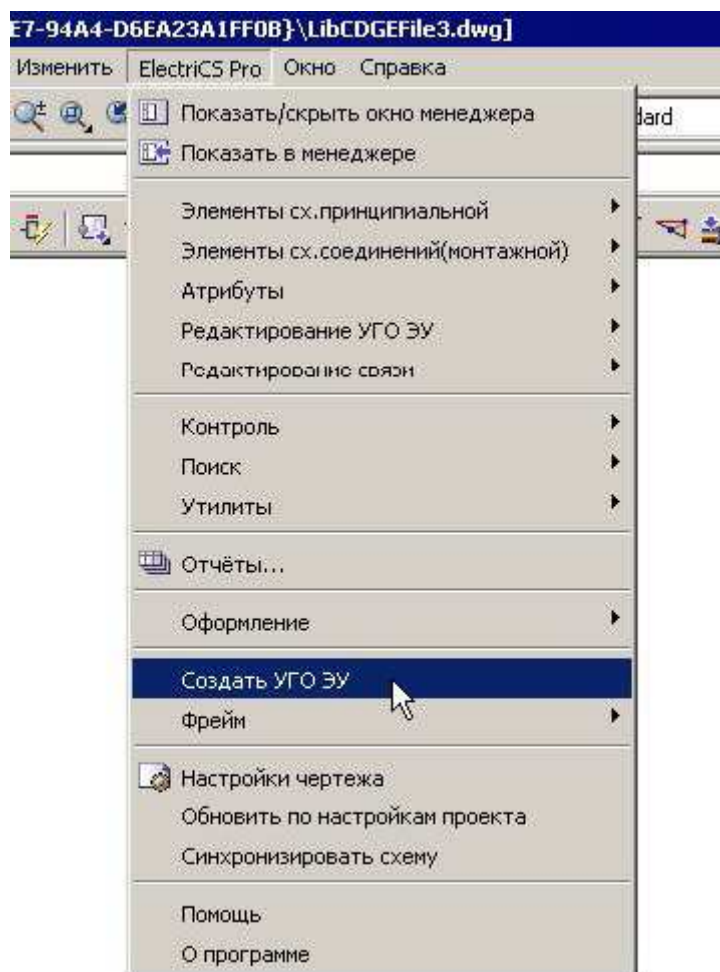 E7-94A4-D6EA23A1FF0B}\LibCDGEFile3.dwg]
Изменить ElectriCS Pro Окно Справка
Показать/скрыть окно менеджера
dard
Показать в менеджере
Элементы сх.принципиальной
Элементы сх.соединений(монтажной)
Атрибуты
Редактирование УГО ЭУ
Редактирование связи
Контроль
Поиск
Утилиты
Отчёты...
Оформление
Создать УГО ЭУ
Фрейм
Настройки чертежа
Обновить по настройкам проекта
Синхронизировать схему
Помощь
О программе